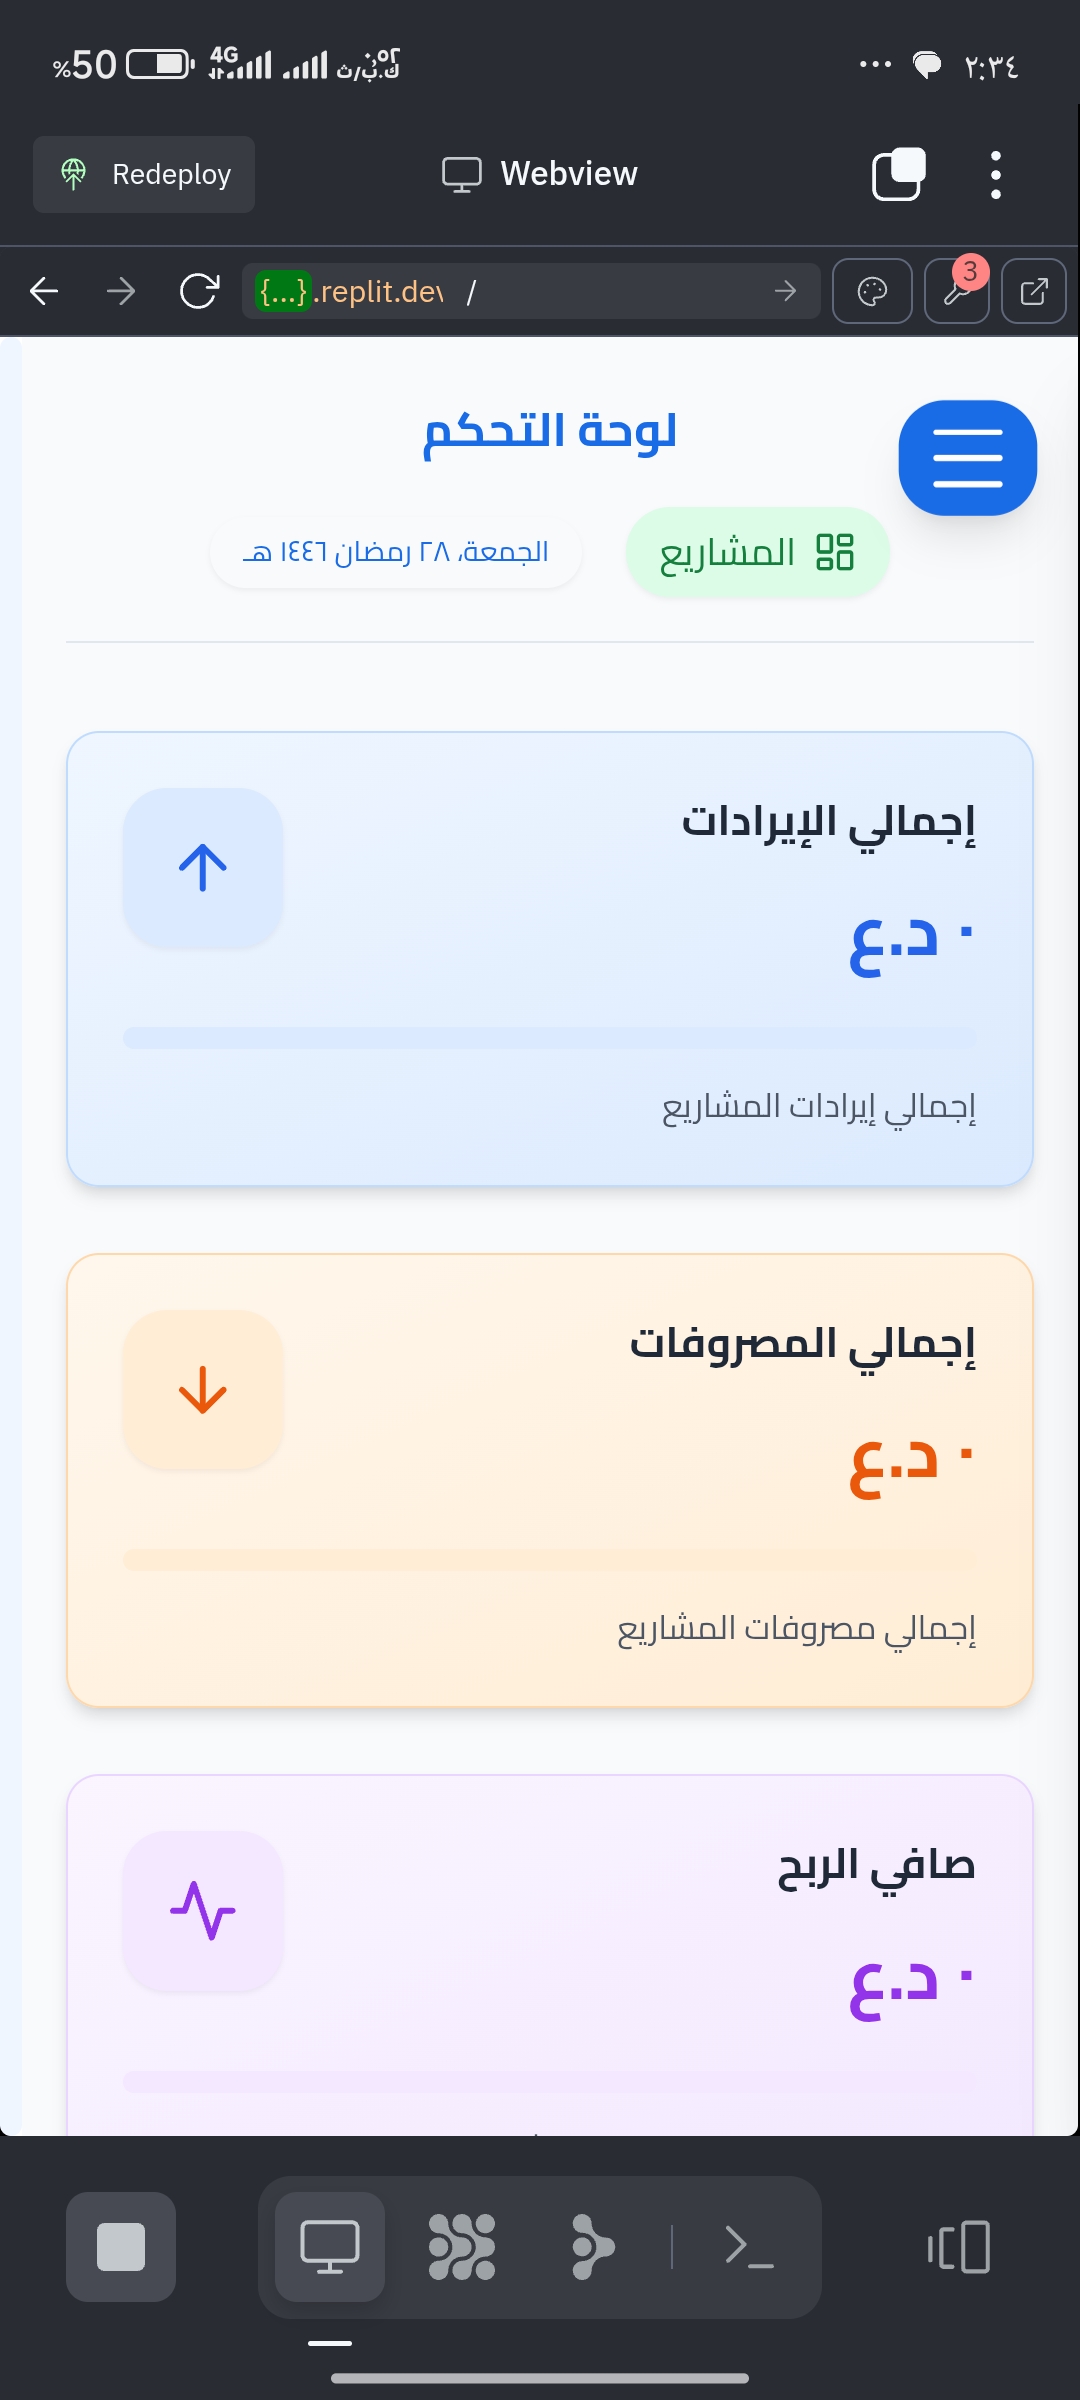 %50 4G ٢:٣٤
Redeploy Webview
{...}.replit.dev / 3
لوحة التحكم
المشاريع الجمعة، ٢٨ رمضان ١٤٤٦ هـ
إجمالي الإيرادات
٠ د.ع
إجمالي إيرادات المشاريع
إجمالي المصروفات
٠ د.ع
إجمالي مصروفات المشاريع
صافي الربح
٠ د.ع